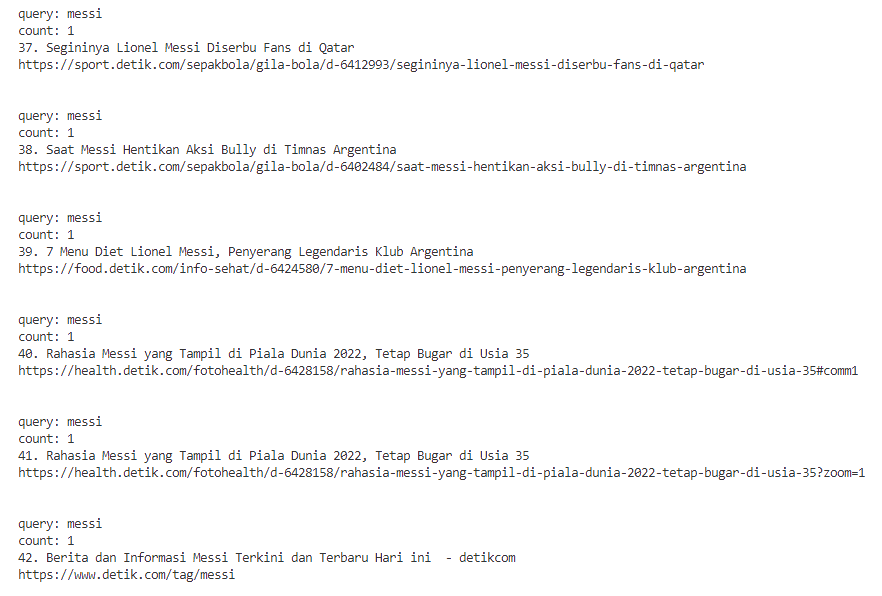 query: messi
count: 1
37. Segininya Lionel Messi Diserbu Fans di Qatar
https://sport.detik.com/sepakbola/gila-bola/d-6412993/segininya-lionel-messi-diserbu-fans-di-qatar
query: messi
count: 1
38. Saat Messi Hentikan Aksi Bully di Timnas Argentina
https://sport.detik.com/sepakbola/gila-bola/d-6402484/saat-messi-hentikan-aksi-bully-di-timnas-argentina
query: messi
count: 1
39. 7 Menu Diet Lionel Messi, Penyerang Legendaris Klub Argentina
https://food.detik.com/info-sehat/d-6424580/7-menu-diet-lionel-messi-penyerang-legendaris-klub-argentina
query: messi
count: 1
40. Rahasia Messi yang Tampil di Piala Dunia 2022, Tetap Bugar di Usia 35
https://health.detik.com/fotohealth/d-6428158/rahasia-messi-yang-tampil-di-piala-dunia-2022-tetap-bugar-di-usia-35#comm1
query: messi
count: 1
41. Rahasia Messi yang Tampil di Piala Dunia 2022, Tetap Bugar di Usia 35
https://health.detik.com/fotohealth/d-6428158/rahasia-messi-yang-tampil-di-piala-dunia-2022-tetap-bugar-di-usia-35?zoom=1
query: messi
count: 1
42. Berita dan Informasi Messi Terkini dan Terbaru Hari ini  - detikcom
https://www.detik.com/tag/messi